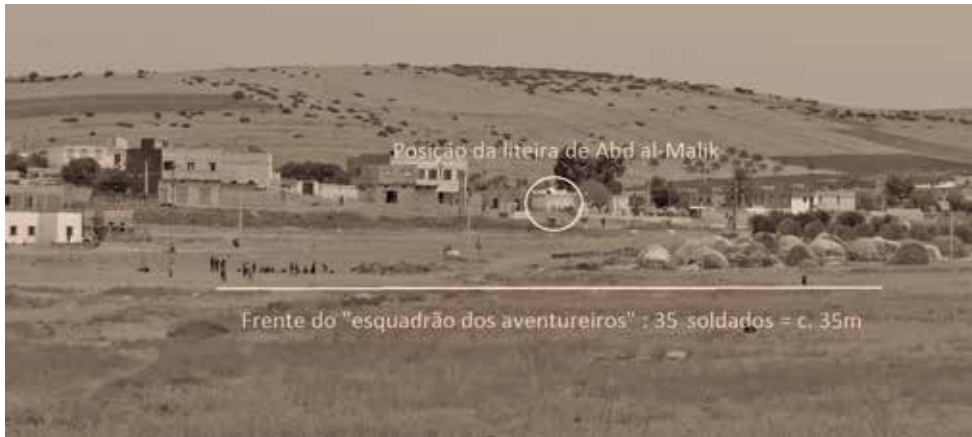 Posição da liteira de Abd al-Malik
Frente do "esquadrão dos aventureiros" : 35 soldados = c. 35m